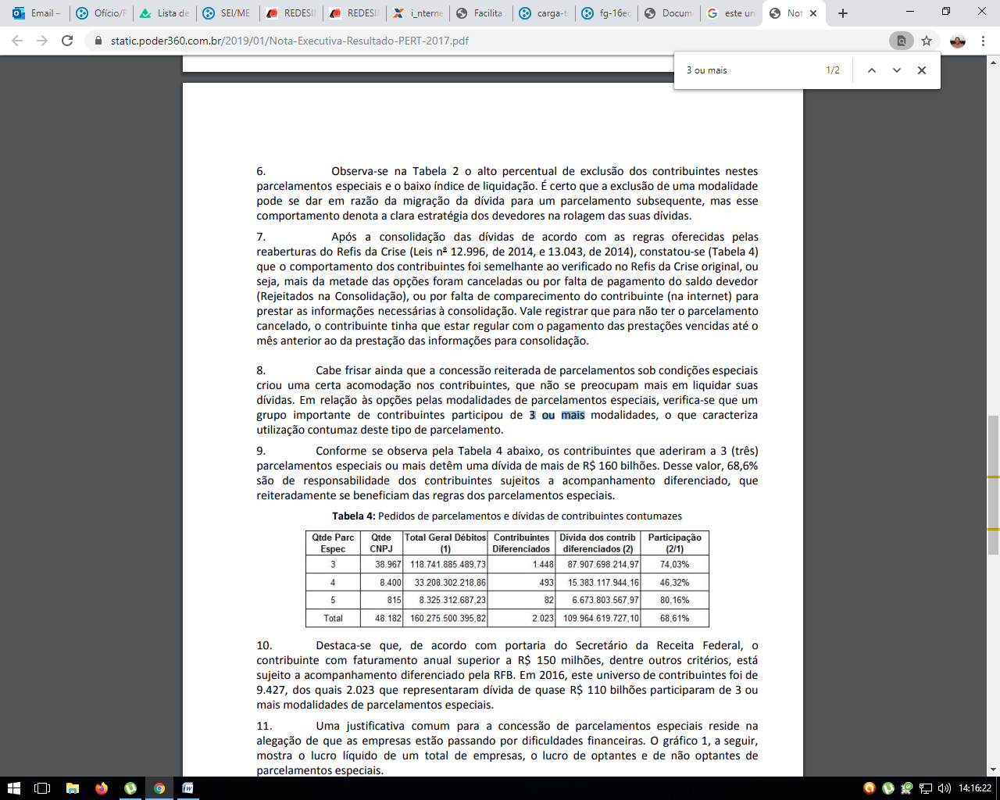 Email –
Ofício/F
Lista de
SEI/ME
REDESIM
REDESIM
i_nterne
Facilita
carga-t
fg-16ec
Docum
este un
Not
static.poder360.com.br/2019/01/Nota-Executiva-Resultado-PERT-2017.pdf
3 ou mais 1/2
6. Observa-se na Tabela 2 o alto percentual de exclusão dos contribuintes nestes
parcelamentos especiais e o baixo índice de liquidação. É certo que a exclusão de uma modalidade
pode se dar em razão da migração da dívida para um parcelamento subsequente, mas esse
comportamento denota a clara estratégia dos devedores na rolagem das suas dívidas.
7. Após a consolidação das dívidas de acordo com as regras oferecidas pelas
reaberturas do Refis da Crise (Leis nº 12.996, de 2014, e 13.043, de 2014), constatou-se (Tabela 4)
que o comportamento dos contribuintes foi semelhante ao verificado no Refis da Crise original, ou
seja, mais da metade das opções foram canceladas ou por falta de pagamento do saldo devedor
(Rejeitados na Consolidação), ou por falta de comparecimento do contribuinte (na internet) para
prestar as informações necessárias à consolidação. Vale registrar que para não ter o parcelamento
cancelado, o contribuinte tinha que estar regular com o pagamento das prestações vencidas até o
mês anterior ao da prestação das informações para consolidação.
8. Cabe frisar ainda que a concessão reiterada de parcelamentos sob condições especiais
criou uma certa acomodação nos contribuintes, que não se preocupam mais em liquidar suas
dívidas. Em relação às opções pelas modalidades de parcelamentos especiais, verifica-se que um
grupo importante de contribuintes participou de 3 ou mais modalidades, o que caracteriza
utilização contumaz deste tipo de parcelamento.
9. Conforme se observa pela Tabela 4 abaixo, os contribuintes que aderiram a 3 (três)
parcelamentos especiais ou mais detêm uma dívida de mais de R$ 160 bilhões. Desse valor, 68,6%
são de responsabilidade dos contribuintes sujeitos a acompanhamento diferenciado, que
reiteradamente se beneficiam das regras dos parcelamentos especiais.
Tabela 4: Pedidos de parcelamentos e dívidas de contribuintes contumazes
Qtde Parc Espec Qtde CNPJ Total Geral Débitos (1) Contribuintes Diferenciados Dívida dos contrib diferenciados (2) Participação (2/1)
3 38.967 118.741.885.489,73 1.448 87.907.698.214,97 74,03%
4 8.400 33.208.302.218,86 493 15.383.117.944,16 46,32%
5 815 8.325.312.687,23 82 6.673.803.567,97 80,16%
Total 48.182 160.275.500.395,82 2.023 109.964.619.727,10 68,61%
10. Destaca-se que, de acordo com portaria do Secretário da Receita Federal, o
contribuinte com faturamento anual superior a R$ 150 milhões, dentre outros critérios, está
sujeito a acompanhamento diferenciado pela RFB. Em 2016, este universo de contribuintes foi de
9.427, dos quais 2.023 que representaram dívida de quase R$ 110 bilhões participaram de 3 ou
mais modalidades de parcelamentos especiais.
11. Uma justificativa comum para a concessão de parcelamentos especiais reside na
alegação de que as empresas estão passando por dificuldades financeiras. O gráfico 1, a seguir,
mostra o lucro líquido de um total de empresas, o lucro de optantes e de não optantes de
parcelamentos especiais.
14:16:22